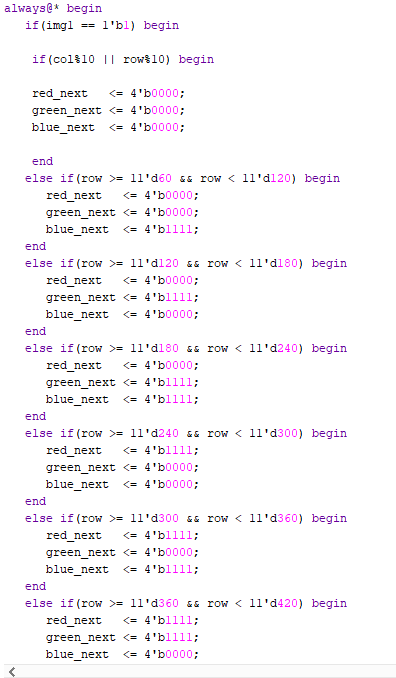 always@* begin
if(img1 == 1'b1) begin
if(col%10 || row%10) begin
red_next <= 4'b0000;
green_next <= 4'b0000;
blue_next <= 4'b0000;
end
else if(row >= 11'd60 && row < 11'd120) begin
red_next <= 4'b0000;
green_next <= 4'b0000;
blue_next <= 4'b1111;
end
else if(row >= 11'd120 && row < 11'd180) begin
red_next <= 4'b0000;
green_next <= 4'b1111;
blue_next <= 4'b0000;
end
else if(row >= 11'd180 && row < 11'd240) begin
red_next <= 4'b0000;
green_next <= 4'b1111;
blue_next <= 4'b1111;
end
else if(row >= 11'd240 && row < 11'd300) begin
red_next <= 4'b1111;
green_next <= 4'b0000;
blue_next <= 4'b0000;
end
else if(row >= 11'd300 && row < 11'd360) begin
red_next <= 4'b1111;
green_next <= 4'b0000;
blue_next <= 4'b1111;
end
else if(row >= 11'd360 && row < 11'd420) begin
red_next <= 4'b1111;
green_next <= 4'b1111;
blue_next <= 4'b0000;